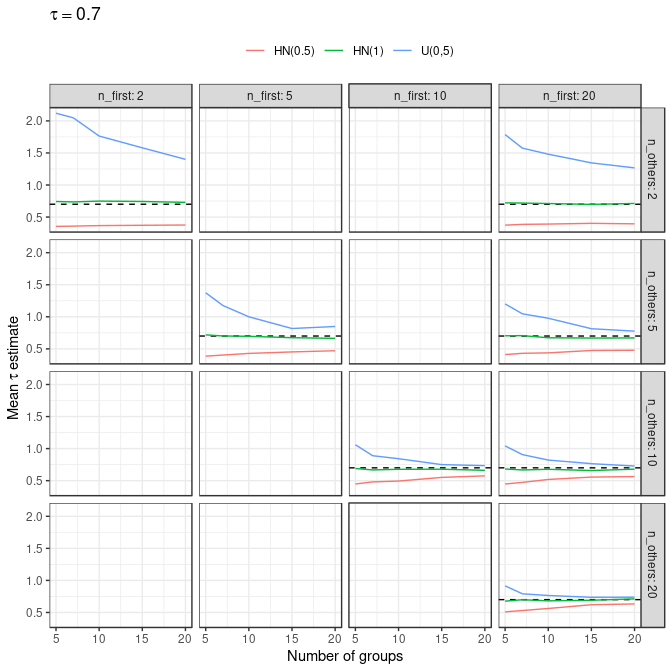 τ = 0.7
HN(0.5) HN(1) U(0,5)
n_first: 2 n_first: 5 n_first: 10 n_first: 20
2.0
1.5
1.0
0.5
n_others: 2
2.0
1.5
1.0
0.5
n_others: 5
2.0
1.5
1.0
0.5
n_others: 10
2.0
1.5
1.0
0.5
n_others: 20
Mean τ estimate
5 10 15 20 5 10 15 20 5 10 15 20 5 10 15 20
Number of groups